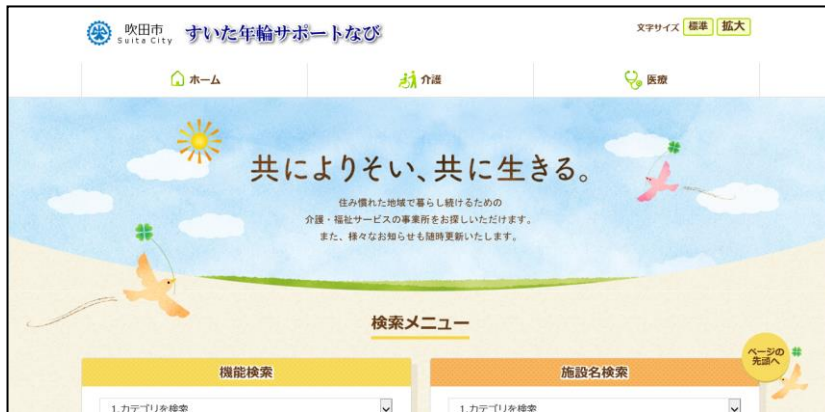 吹田市
Suita City
すいた年輪サポートなび
文字サイズ 標準 拡大
ホーム
介護
医療
共によりそい、共に生きる。
住み慣れた地域で暮らし続けるための
介護・福祉サービスの事業所をお探しいただけます。
また、様々なお知らせも随時更新いたします。
検索メニュー
ページの
先頭へ
機能検索
施設名検索
1.カテゴリを検索
1.カテゴリを検索